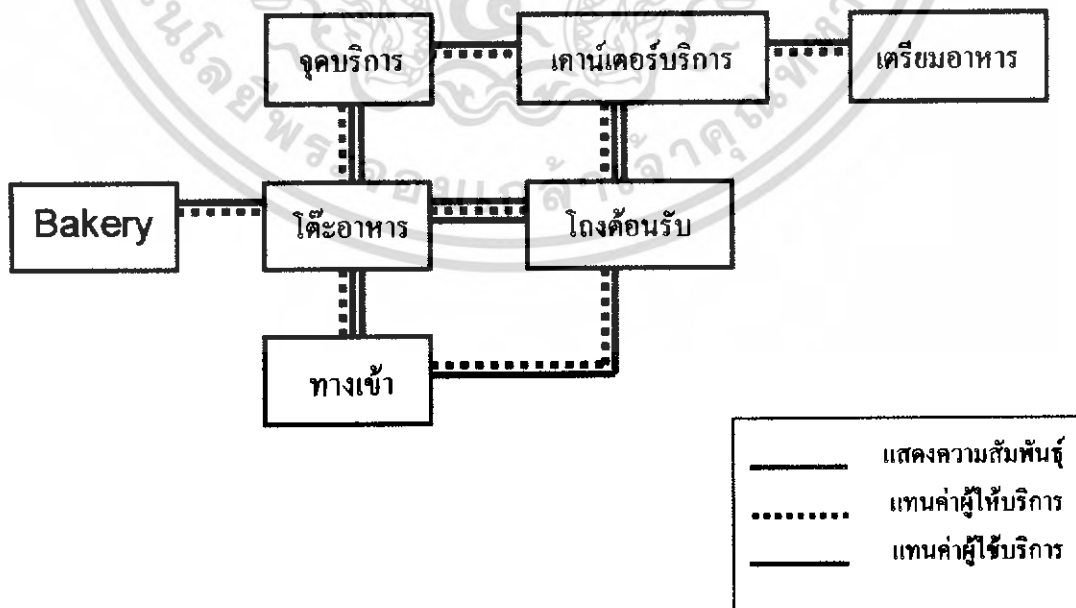 จุดบริการ
เคาน์เตอร์บริการ
เตรียมอาหาร
Bakery
โต๊ะอาหาร
โถงต้อนรับ
ทางเข้า
แสดงความสัมพันธุ์
แทนค่าผู้ให้บริการ
แทนค่าผู้ใช้บริการ